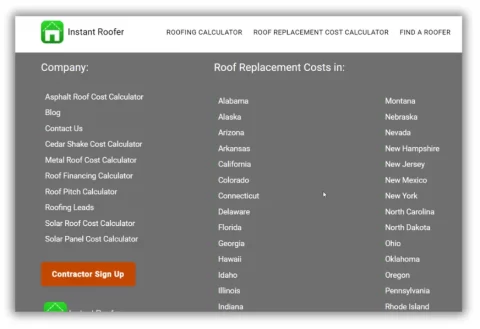 Instant Roofer
ROOFING CALCULATOR
ROOF REPLACEMENT COST CALCULATOR
FIND A ROOFER
Company:
Asphalt Roof Cost Calculator
Blog
Contact Us
Cedar Shake Cost Calculator
Metal Roof Cost Calculator
Roof Financing Calculator
Roof Pitch Calculator
Roofing Leads
Solar Roof Cost Calculator
Solar Panel Cost Calculator
Contractor Sign Up
Instant Roofer
Roof Replacement Costs in:
Alabama
Alaska
Arizona
Arkansas
California
Colorado
Connecticut
Delaware
Florida
Georgia
Hawaii
Idaho
Illinois
Indiana
Montana
Nebraska
Nevada
New Hampshire
New Jersey
New Mexico
New York
North Carolina
North Dakota
Ohio
Oklahoma
Oregon
Pennsylvania
Rhode Island